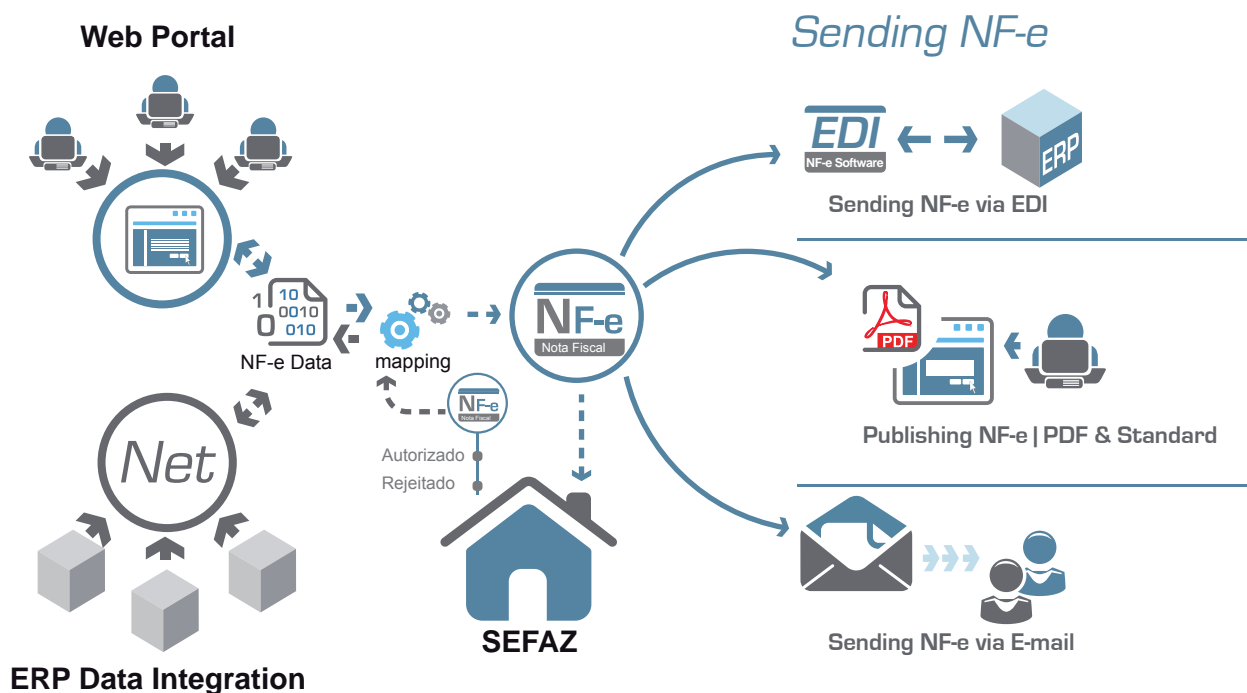 Web Portal
Sending NF-e
EDI
NF-e Software
ERP
Sending NF-e via EDI
1 10
0010
0 010
NF-e Data
mapping
NF-e
Nota Fiscal
PDF
Publishing NF-e | PDF & Standard
NF-e
Nota Fiscal
Autorizado
Rejeitado
Net
SEFAZ
Sending NF-e via E-mail
ERP Data Integration